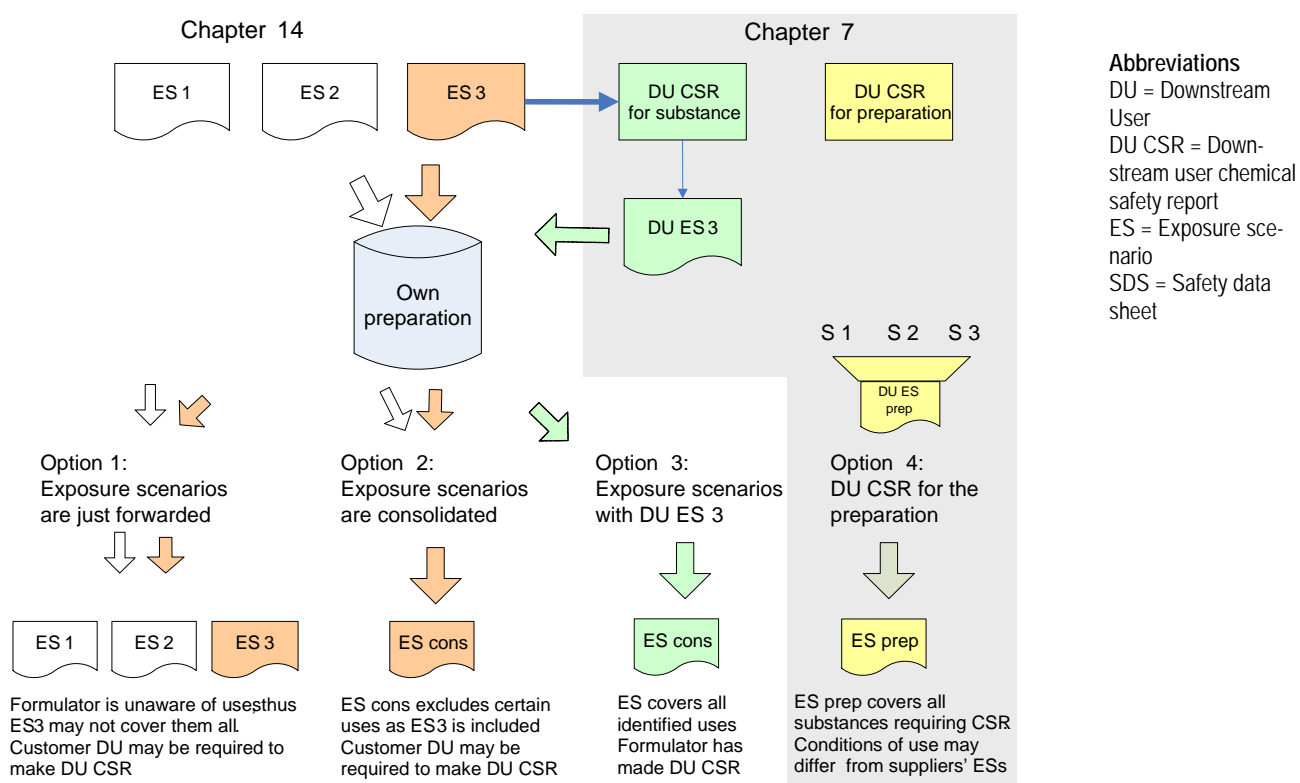 Chapter 14
Chapter 7
ES 1
ES 2
ES 3
DU CSR
for substance
DU CSR
for preparation
Abbreviations
DU = Downstream
User
DU CSR = Down-
stream user chemical
safety report
ES = Exposure sce-
nario
SDS = Safety data
sheet
DU ES 3
Own
preparation
S 1 S 2 S 3
DU ES
prep
Option 1:
Exposure scenarios
are just forwarded
Option 2:
Exposure scenarios
are consolidated
Option 3:
Exposure scenarios
with DU ES 3
Option 4:
DU CSR for the
preparation
ES 1
ES 2
ES 3
ES cons
ES cons
ES prep
Formulator is unaware of uses,thus
ES3 may not cover them all.
Customer DU may be required to
make DU CSR
ES cons excludes certain
uses as ES3 is included
Customer DU may be
required to make DU CSR
ES covers all
identified uses
Formulator has
made DU CSR
ES prep covers all
substances requiring CSR.
Conditions of use may
differ from suppliers' ESs